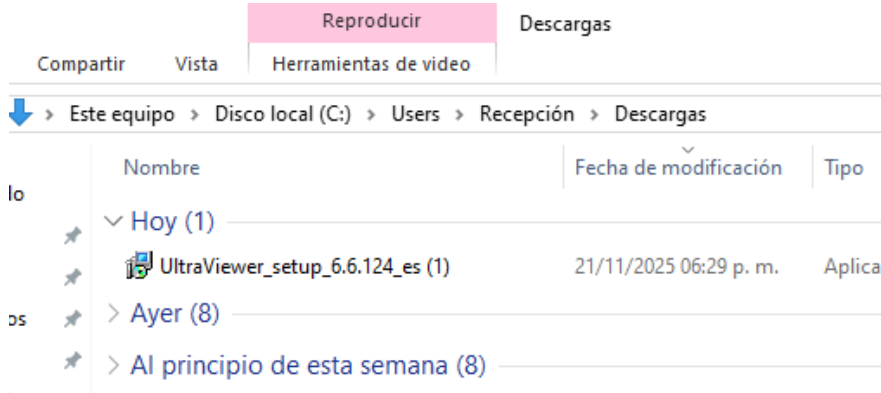 Reproducir
Descargas
Compartir
Vista
Herramientas de video
Este equipo > Disco local (C:) > Users > Recepción > Descargas
Nombre
Fecha de modificación
Tipo
lo
Hoy (1)
UltraViewer_setup_6.6.124_es (1)
21/11/2025 06:29 p. m.
Aplica
os
Ayer (8)
Al principio de esta semana (8)